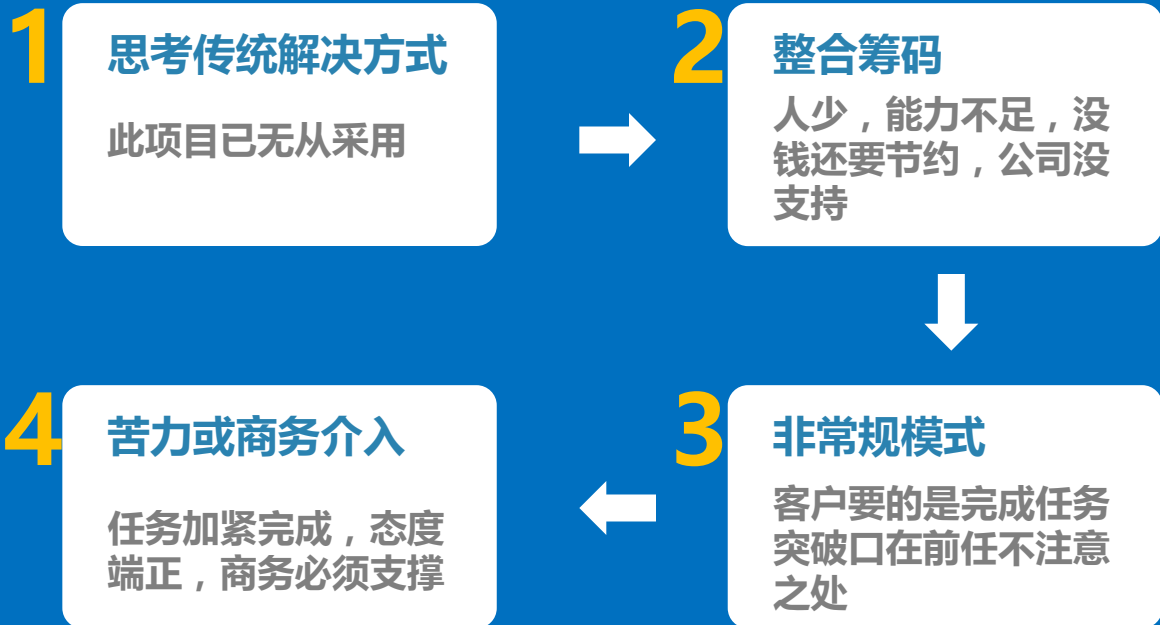 1
思考传统解决方式
此项目已无从采用
2
整合筹码
人少，能力不足，没
钱还要节约，公司没
支持
3
非常规模式
客户要的是完成任务
突破口在前任不注意
之处
4
苦力或商务介入
任务加紧完成，态度
端正，商务必须支撑